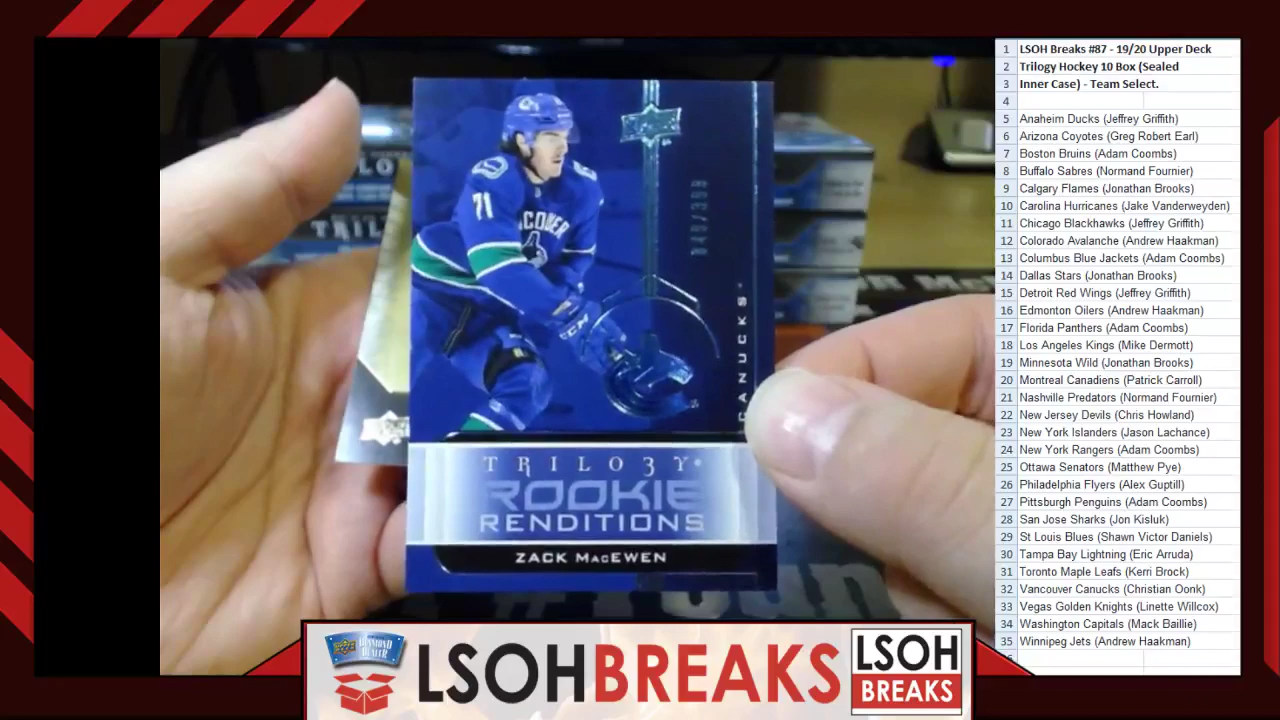 1 LSOH Breaks #87 - 19/20 Upper Deck
2 Trilogy Hockey 10 Box (Sealed
3 Inner Case) - Team Select.
4
5 Anaheim Ducks (Jeffrey Griffith)
6 Arizona Coyotes (Greg Robert Earl)
7 Boston Bruins (Adam Coombs)
8 Buffalo Sabres (Normand Fournier)
9 Calgary Flames (Jonathan Brooks)
10 Carolina Hurricanes (Jake Vanderweyden)
11 Chicago Blackhawks (Jeffrey Griffith)
12 Colorado Avalanche (Andrew Haakman)
13 Columbus Blue Jackets (Adam Coombs)
14 Dallas Stars (Jonathan Brooks)
15 Detroit Red Wings (Jeffrey Griffith)
16 Edmonton Oilers (Andrew Haakman)
17 Florida Panthers (Adam Coombs)
18 Los Angeles Kings (Mike Dermott)
19 Minnesota Wild (Jonathan Brooks)
20 Montreal Canadiens (Patrick Carroll)
21 Nashville Predators (Normand Fournier)
22 New Jersey Devils (Chris Howland)
23 New York Islanders (Jason Lachance)
24 New York Rangers (Adam Coombs)
25 Ottawa Senators (Matthew Pye)
26 Philadelphia Flyers (Alex Guptill)
27 Pittsburgh Penguins (Adam Coombs)
28 San Jose Sharks (Jon Kisluk)
29 St Louis Blues (Shawn Victor Daniels)
30 Tampa Bay Lightning (Eric Arruda)
31 Toronto Maple Leafs (Kerri Brock)
32 Vancouver Canucks (Christian Oonk)
33 Vegas Golden Knights (Linette Willcox)
34 Washington Capitals (Mack Baillie)
35 Winnipeg Jets (Andrew Haakman)
71
CCM
CANUCKS
TRILO3Y
ROOKIE
RENDITIONS
ZACK MacEWEN
DIAMOND
DEALER
LSOHBREAKS
LSOH
BREAKS